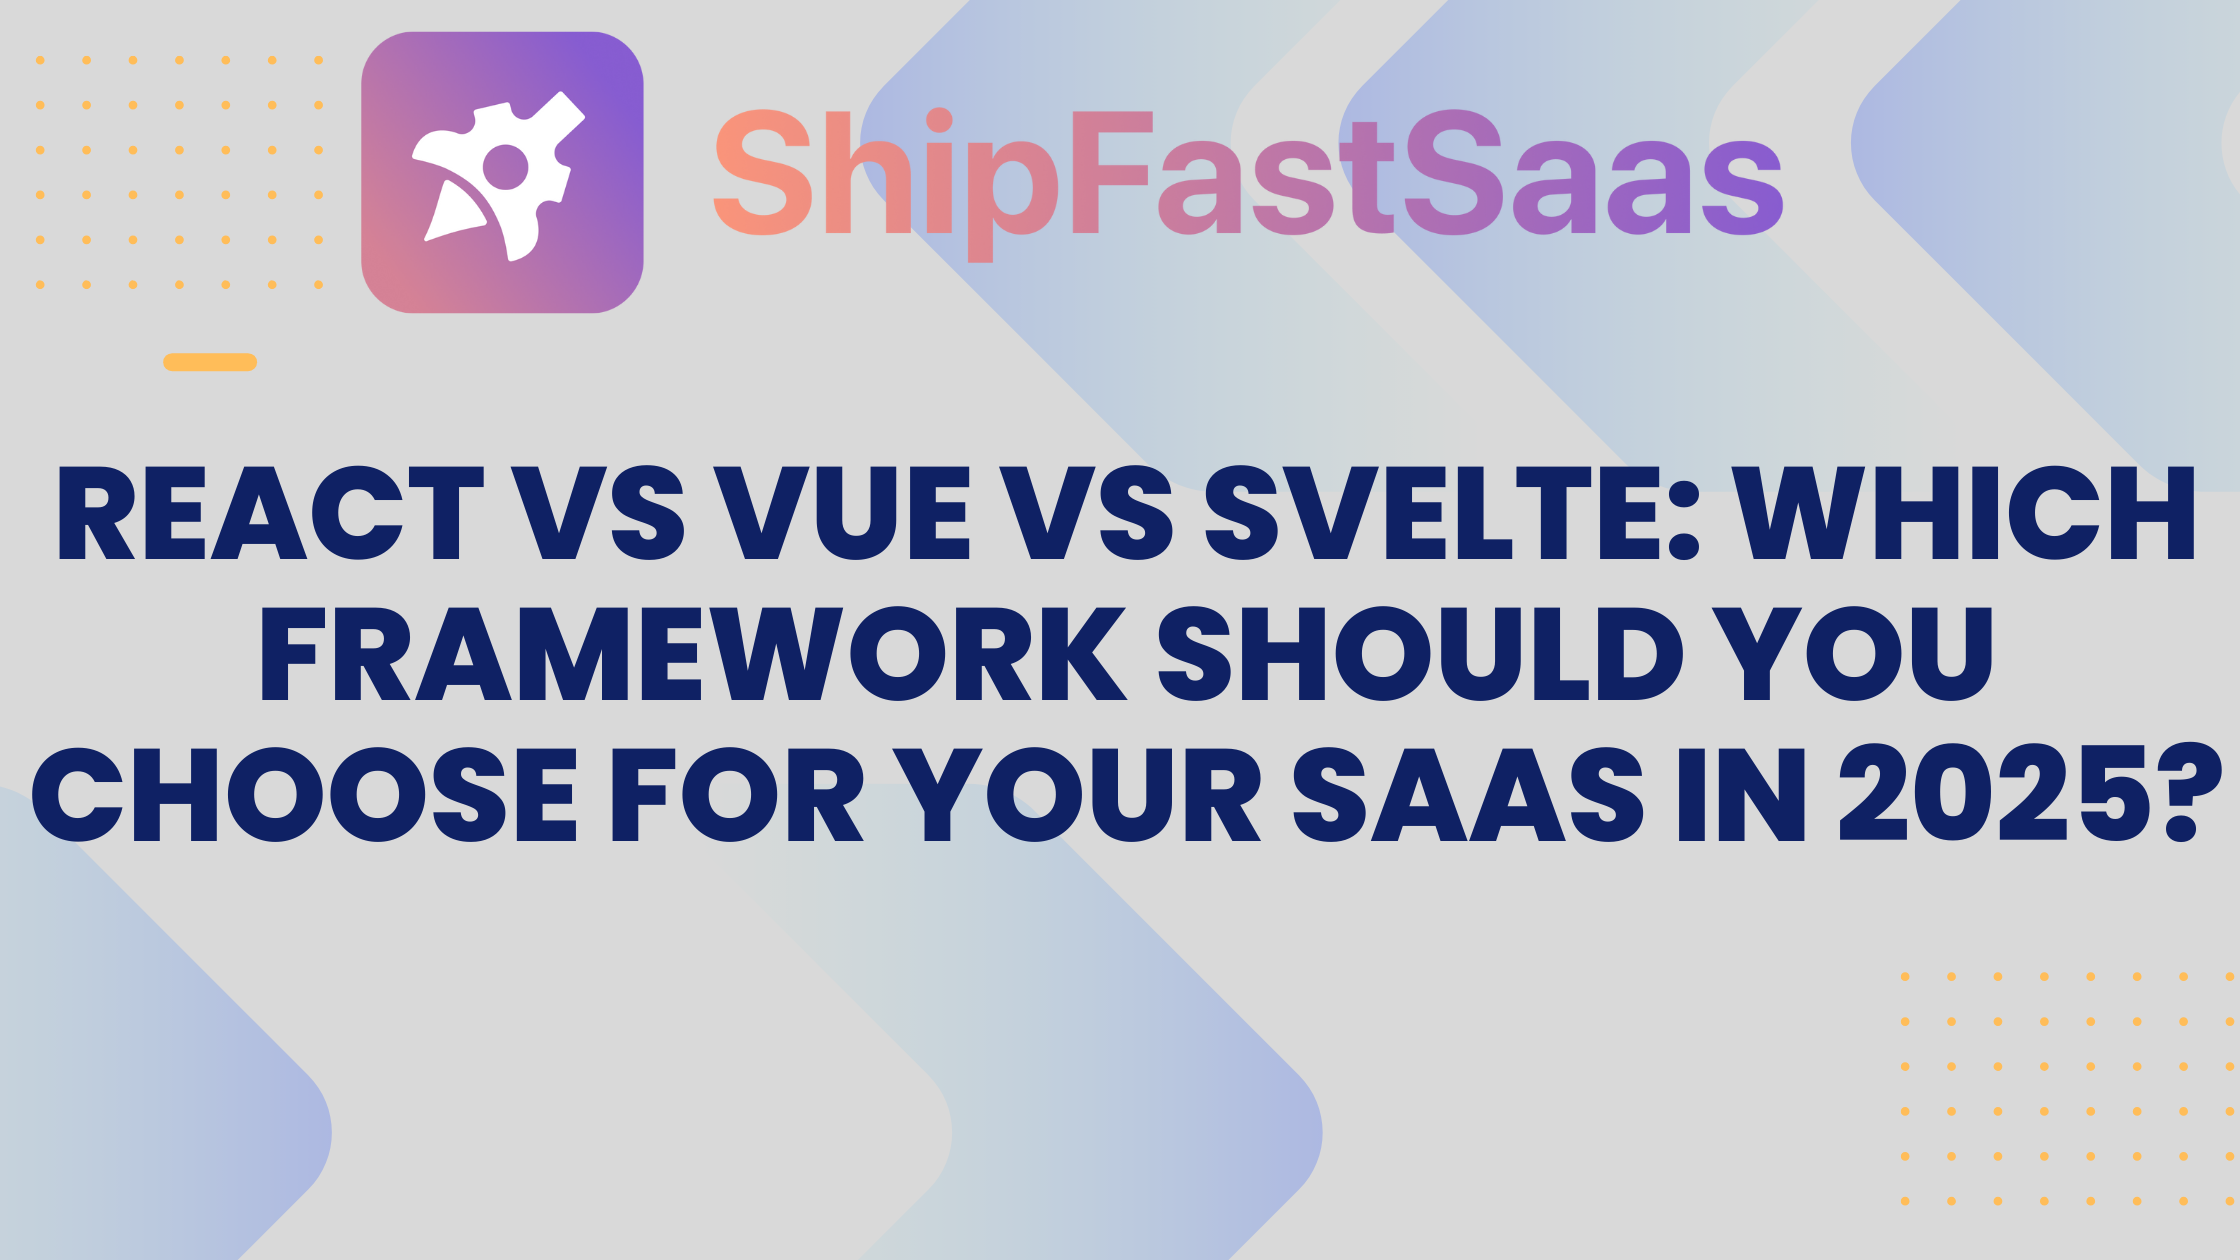 ShipFastSaas
REACT VS VUE VS SVELTE: WHICH
FRAMEWORK SHOULD YOU
CHOOSE FOR YOUR SAAS IN 2025?